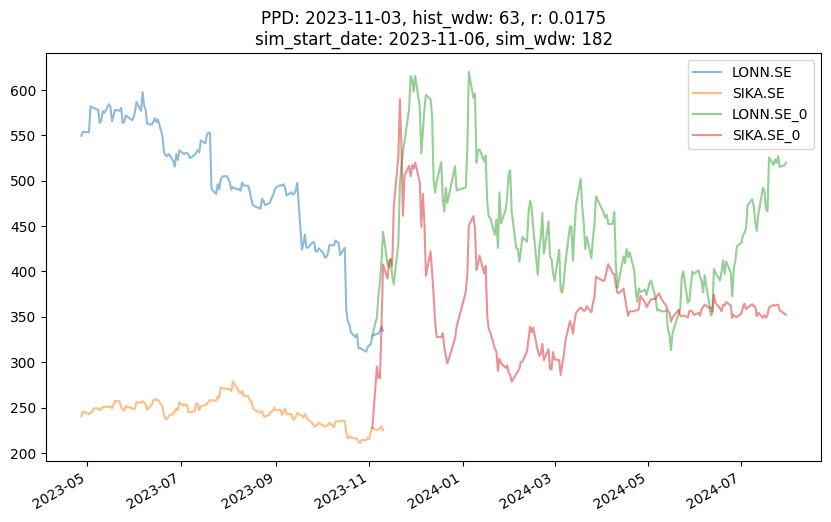 PPD: 2023-11-03, hist_wdw: 63, r: 0.0175
sim_start_date: 2023-11-06, sim_wdw: 182
LONN.SE
SIKA.SE
LONN.SE_0
SIKA.SE_0
600
550
500
450
400
350
300
250
200
2023-05
2023-07
2023-09
2023-11
2024-01
2024-03
2024-05
2024-07